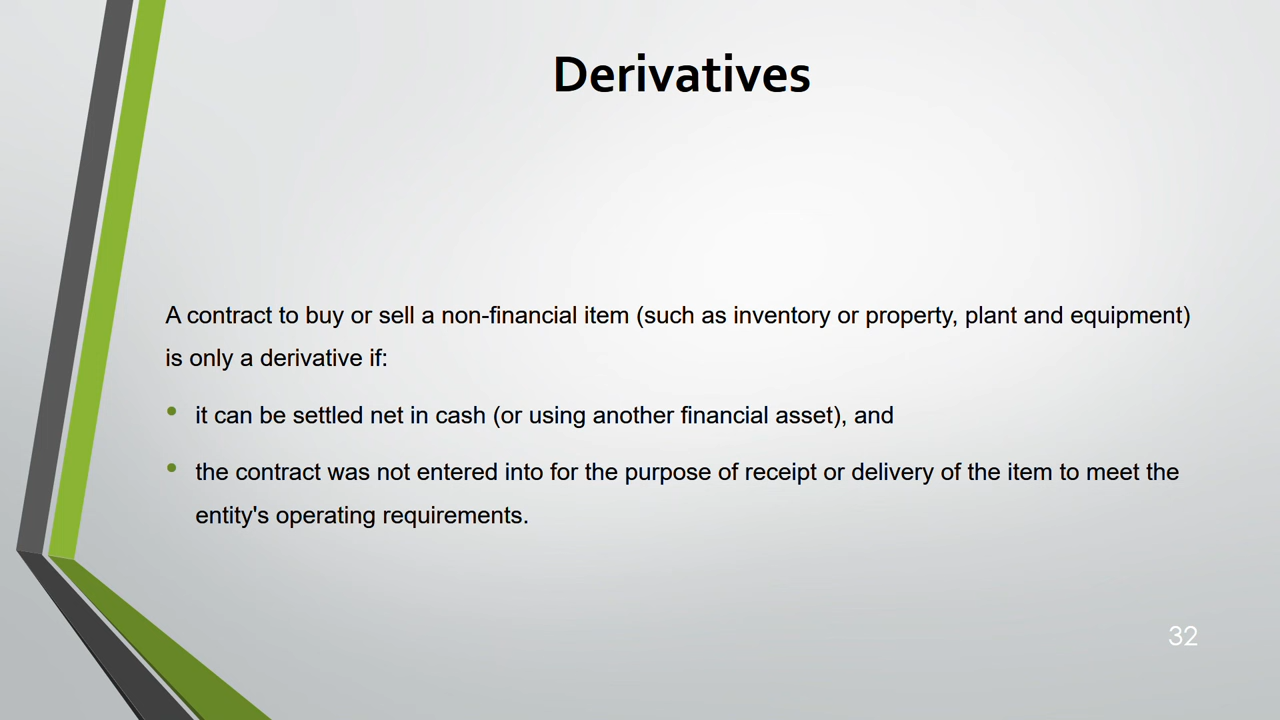 Derivatives
A contract to buy or sell a non-financial item (such as inventory or property, plant and equipment)
is only a derivative if:
• it can be settled net in cash (or using another financial asset), and
• the contract was not entered into for the purpose of receipt or delivery of the item to meet the
entity's operating requirements.
32